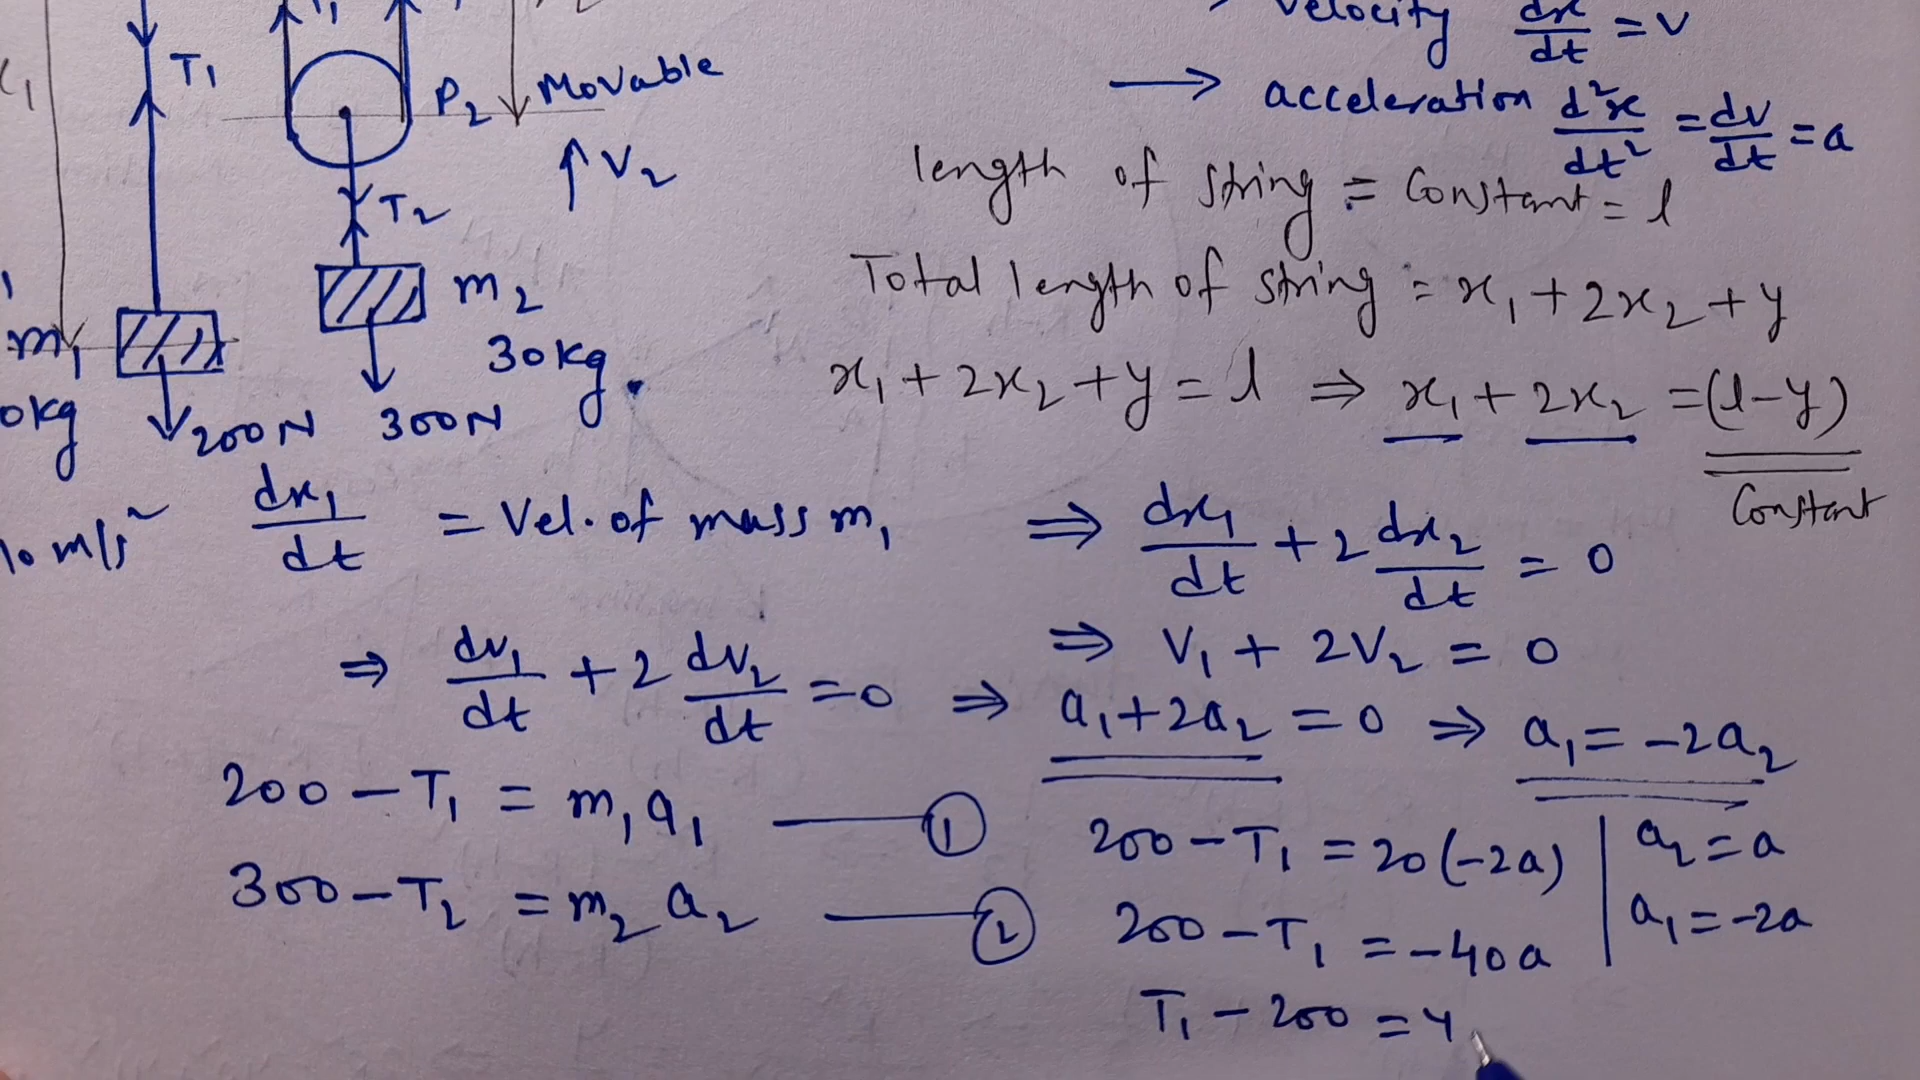 velocity dx/dt = v
T₁
P₂ Movable
→ acceleration d²x/dt² = dv/dt = a
↑ V₂
length of string = Constant = l
T₂
Total length of string = x₁ + 2x₂ + y
m₂
m₁
30kg
x₁ + 2x₂ + y = l ⇒ x₁ + 2x₂ = (l-y)
0kg
200N 300N
Constant
10 m/s² dx₁/dt = Vel. of mass m₁
⇒ dx₁/dt + 2 dx₂/dt = 0
⇒ V₁ + 2V₂ = 0
⇒ dv₁/dt + 2 dv₂/dt = 0 ⇒ a₁ + 2a₂ = 0 ⇒ a₁ = -2a₂
200 - T₁ = m₁a₁ — ①
300 - T₂ = m₂a₂ — ②
200 - T₁ = 20(-2a)
200 - T₁ = -40a
T₁ - 200 = 4
a₂ = a
a₁ = -2a